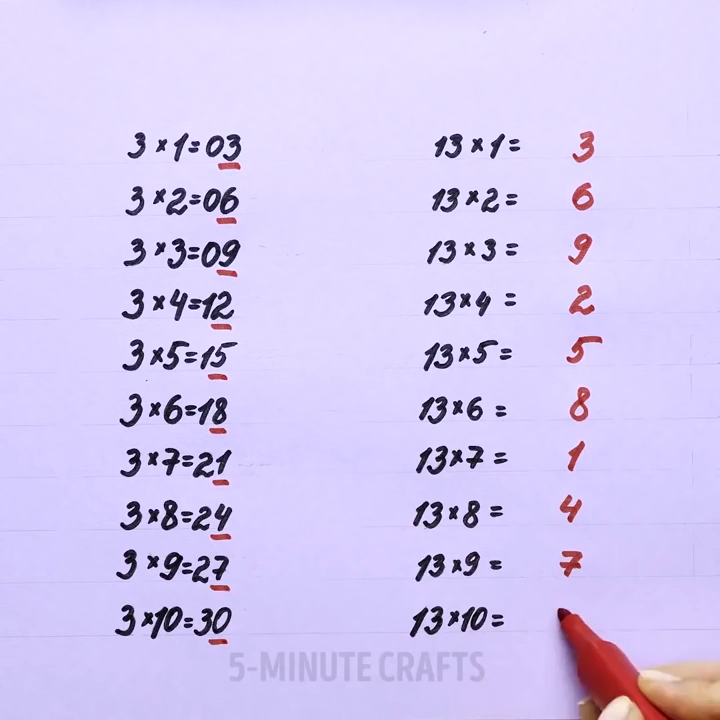 3×1=03 13×1= 3
3×2=06 13×2= 6
3×3=09 13×3= 9
3×4=12 13×4= 2
3×5=15 13×5= 5
3×6=18 13×6= 8
3×7=21 13×7= 1
3×8=24 13×8= 4
3×9=27 13×9= 7
3×10=30 13×10=
5-MINUTE CRAFTS